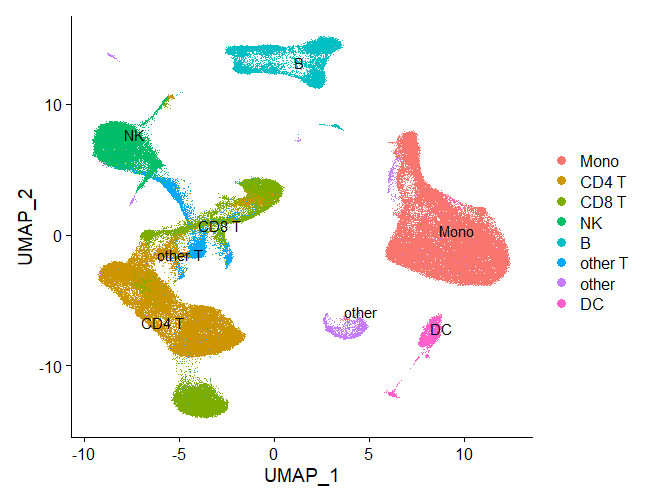 B
10
NK
Mono
CD4 T
CD8 T
NK
B
other T
other
DC
UMAP_2
CD8 T
Mono
0
other T
other
CD4 T
DC
-10
-10
-5
0
5
10
UMAP_1